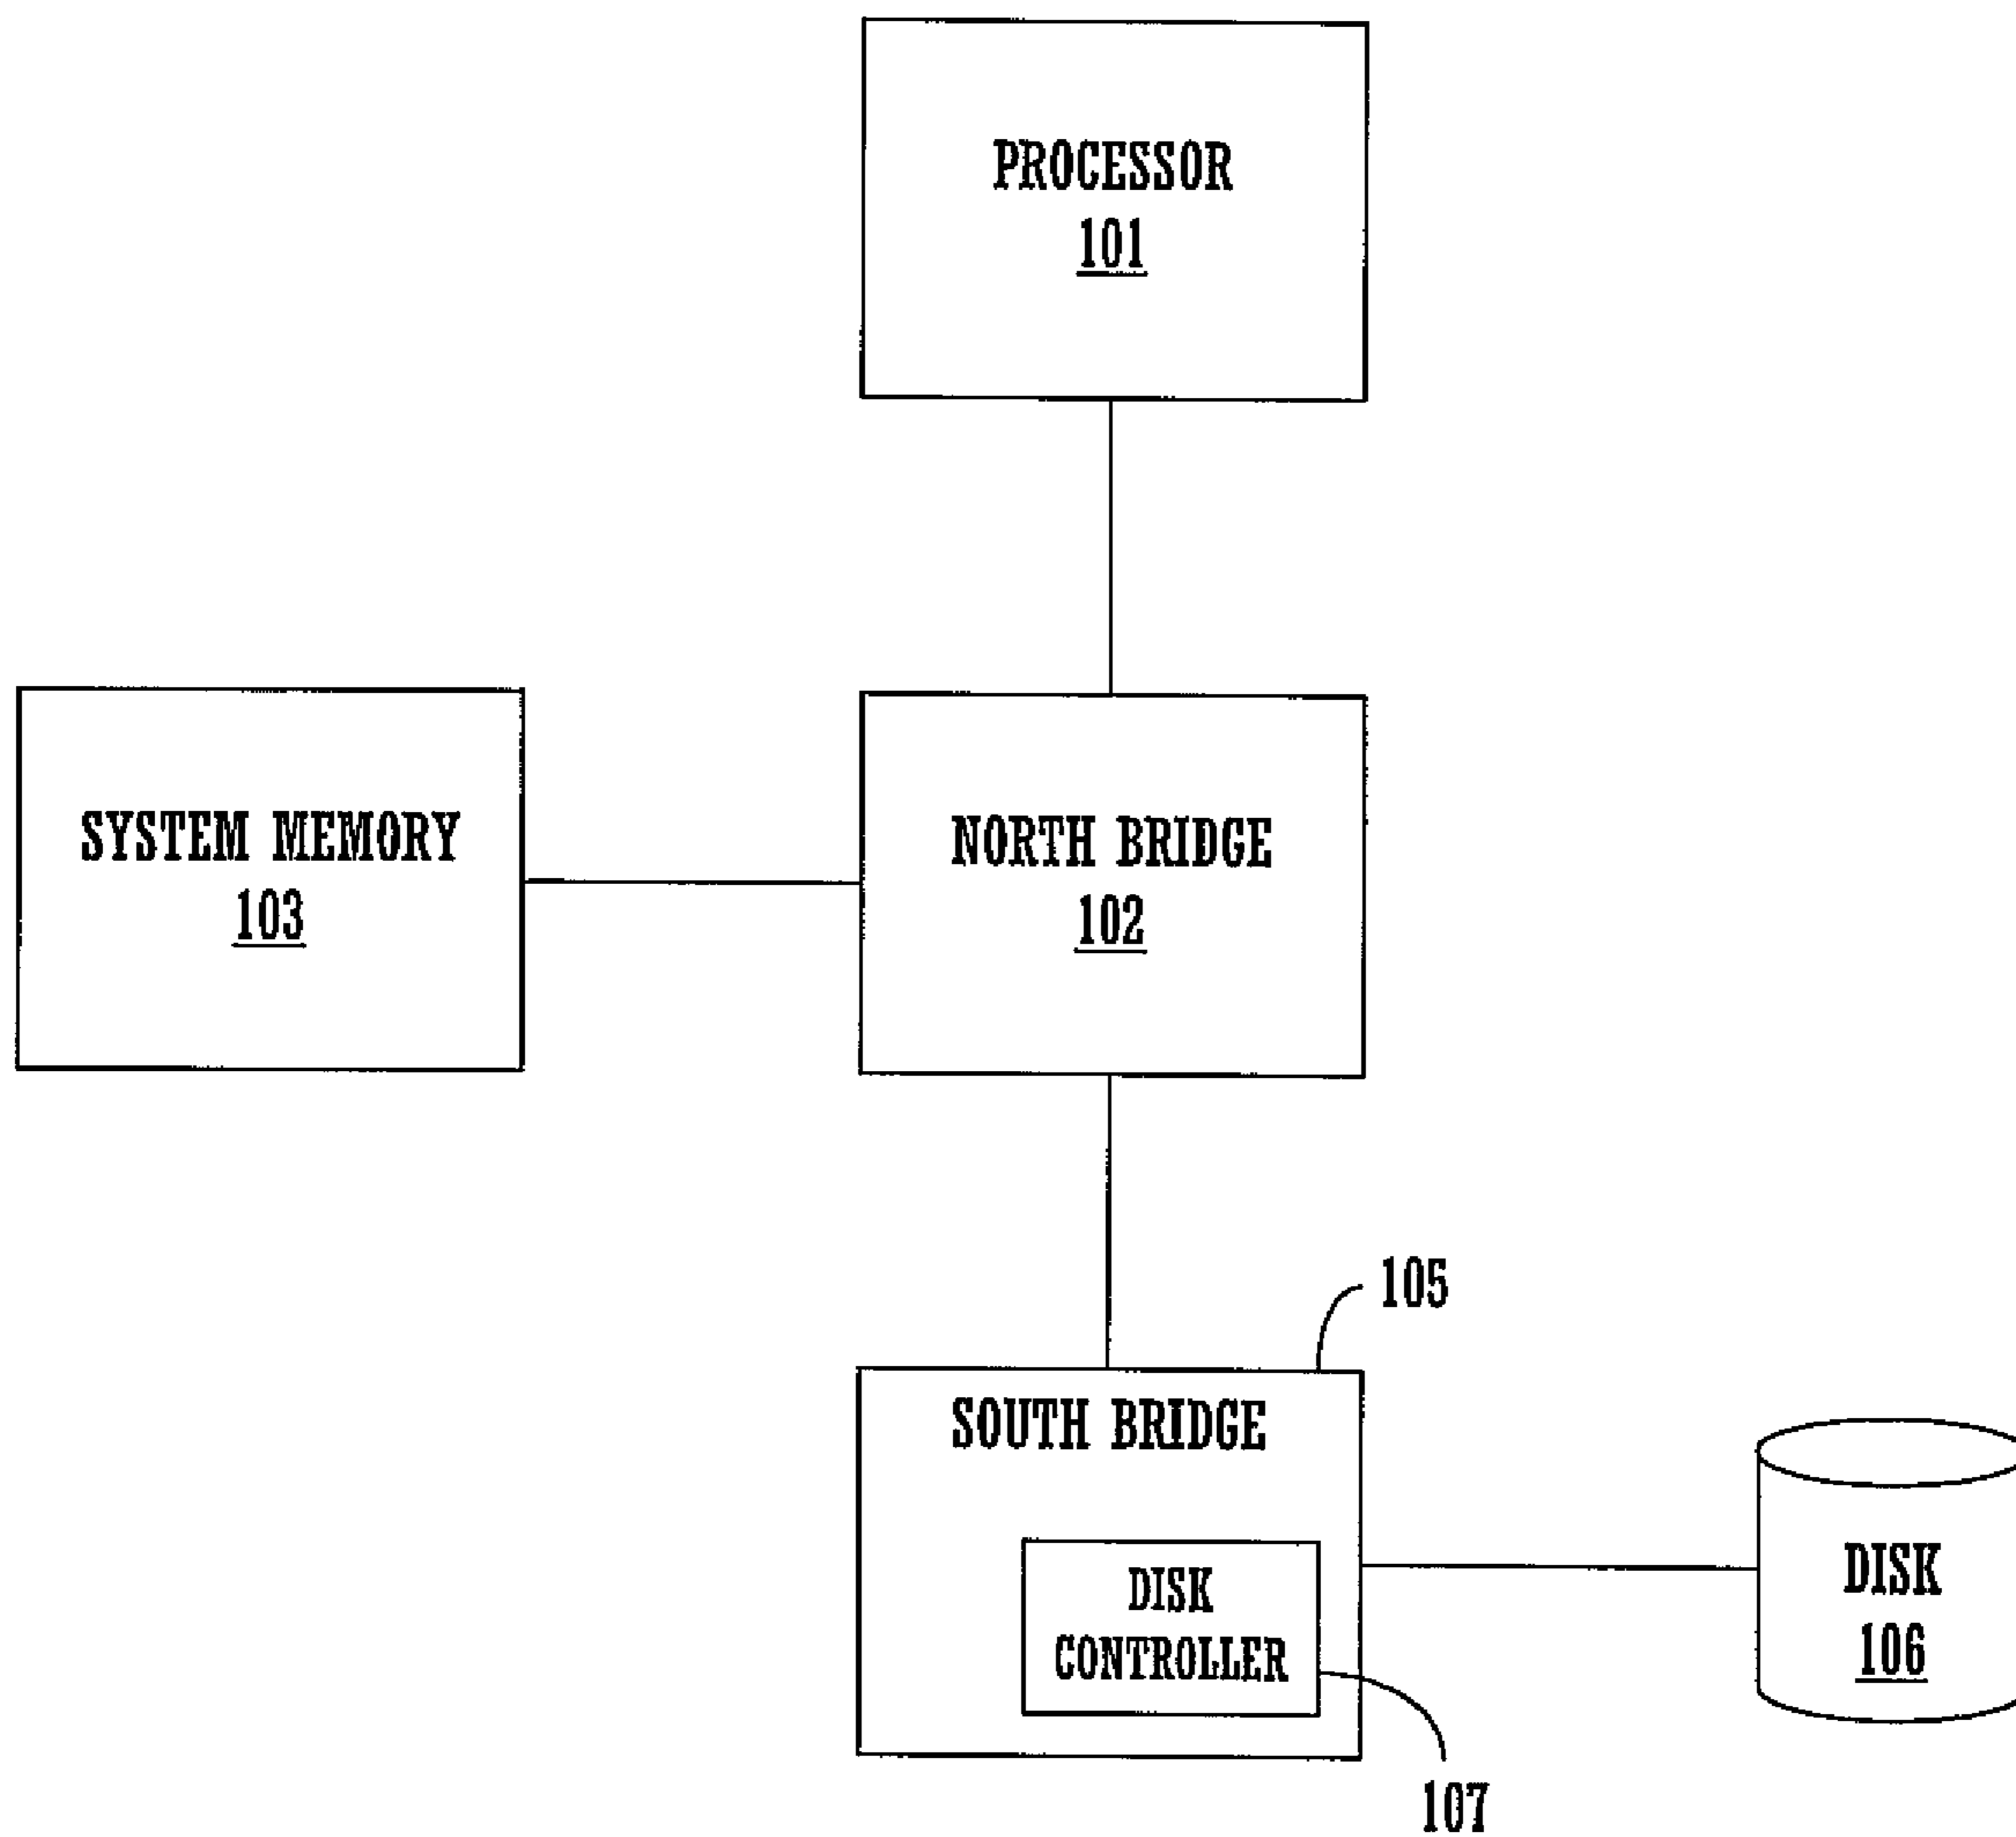 PROCESSOR
101
SYSTEM MEMORY
103
NORTH BRIDGE
102
105
SOUTH BRIDGE
DISK
CONTROLLER
107
DISK
106